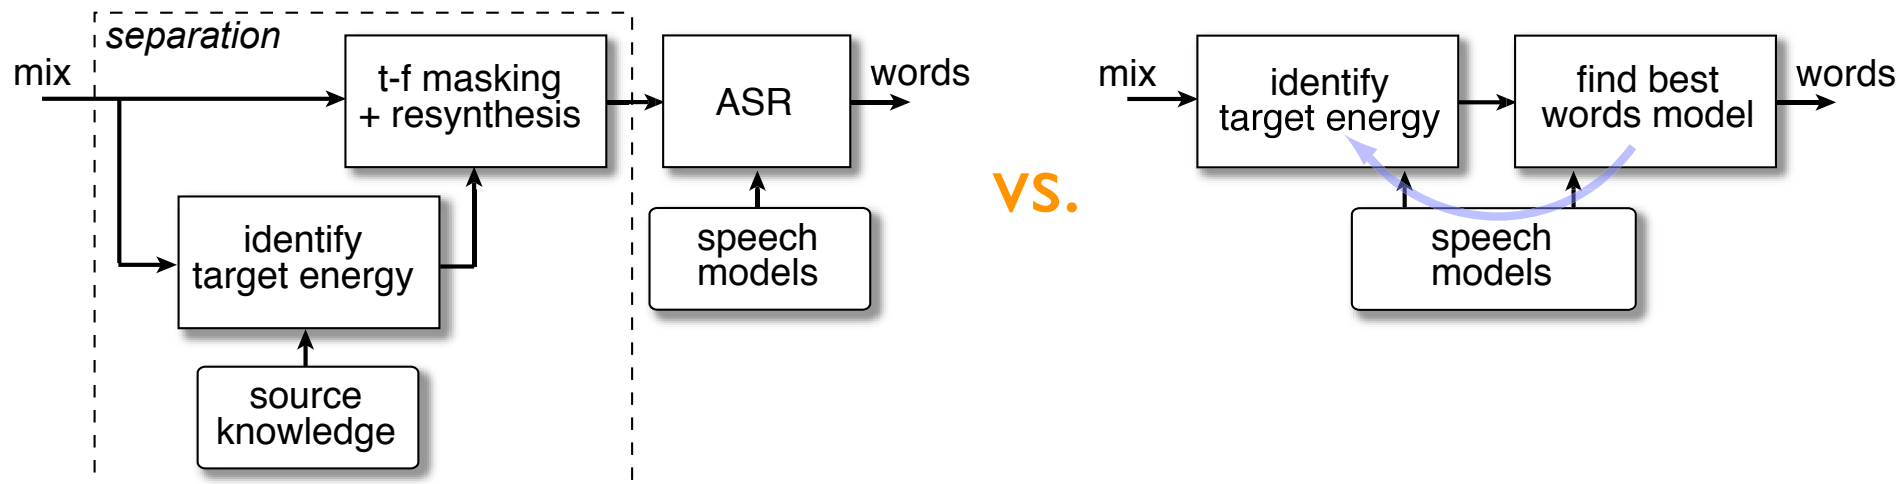 separation
mix
t-f masking
+ resynthesis
ASR
words
identify
target energy
source
knowledge
speech
models
vs.
mix
identify
target energy
find best
words model
words
speech
models